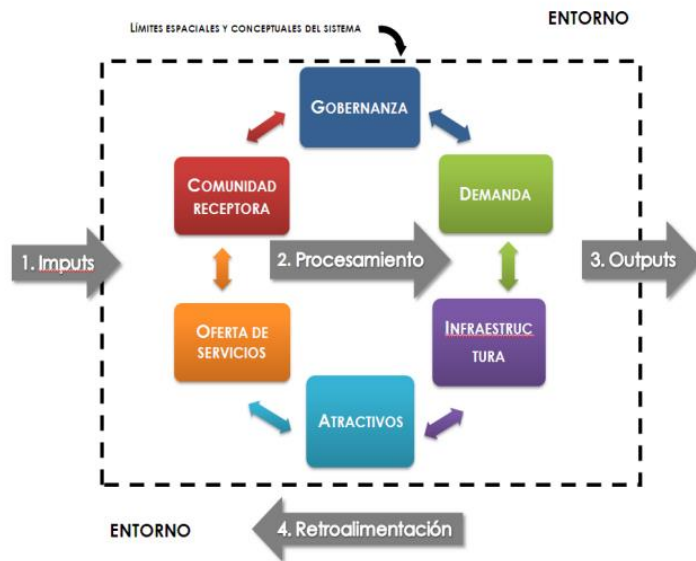 ENTORNO
LÍMITES ESPACIALES Y CONCEPTUALES DEL SISTEMA
GOBERNANZA
COMUNIDAD
RECEPTORA
DEMANDA
1. Imputs
2. Procesamiento
3. Outputs
OFERTA DE
SERVICIOS
INFRAESTRUC
TURA
ATRACTIVOS
ENTORNO
4. Retroalimentación